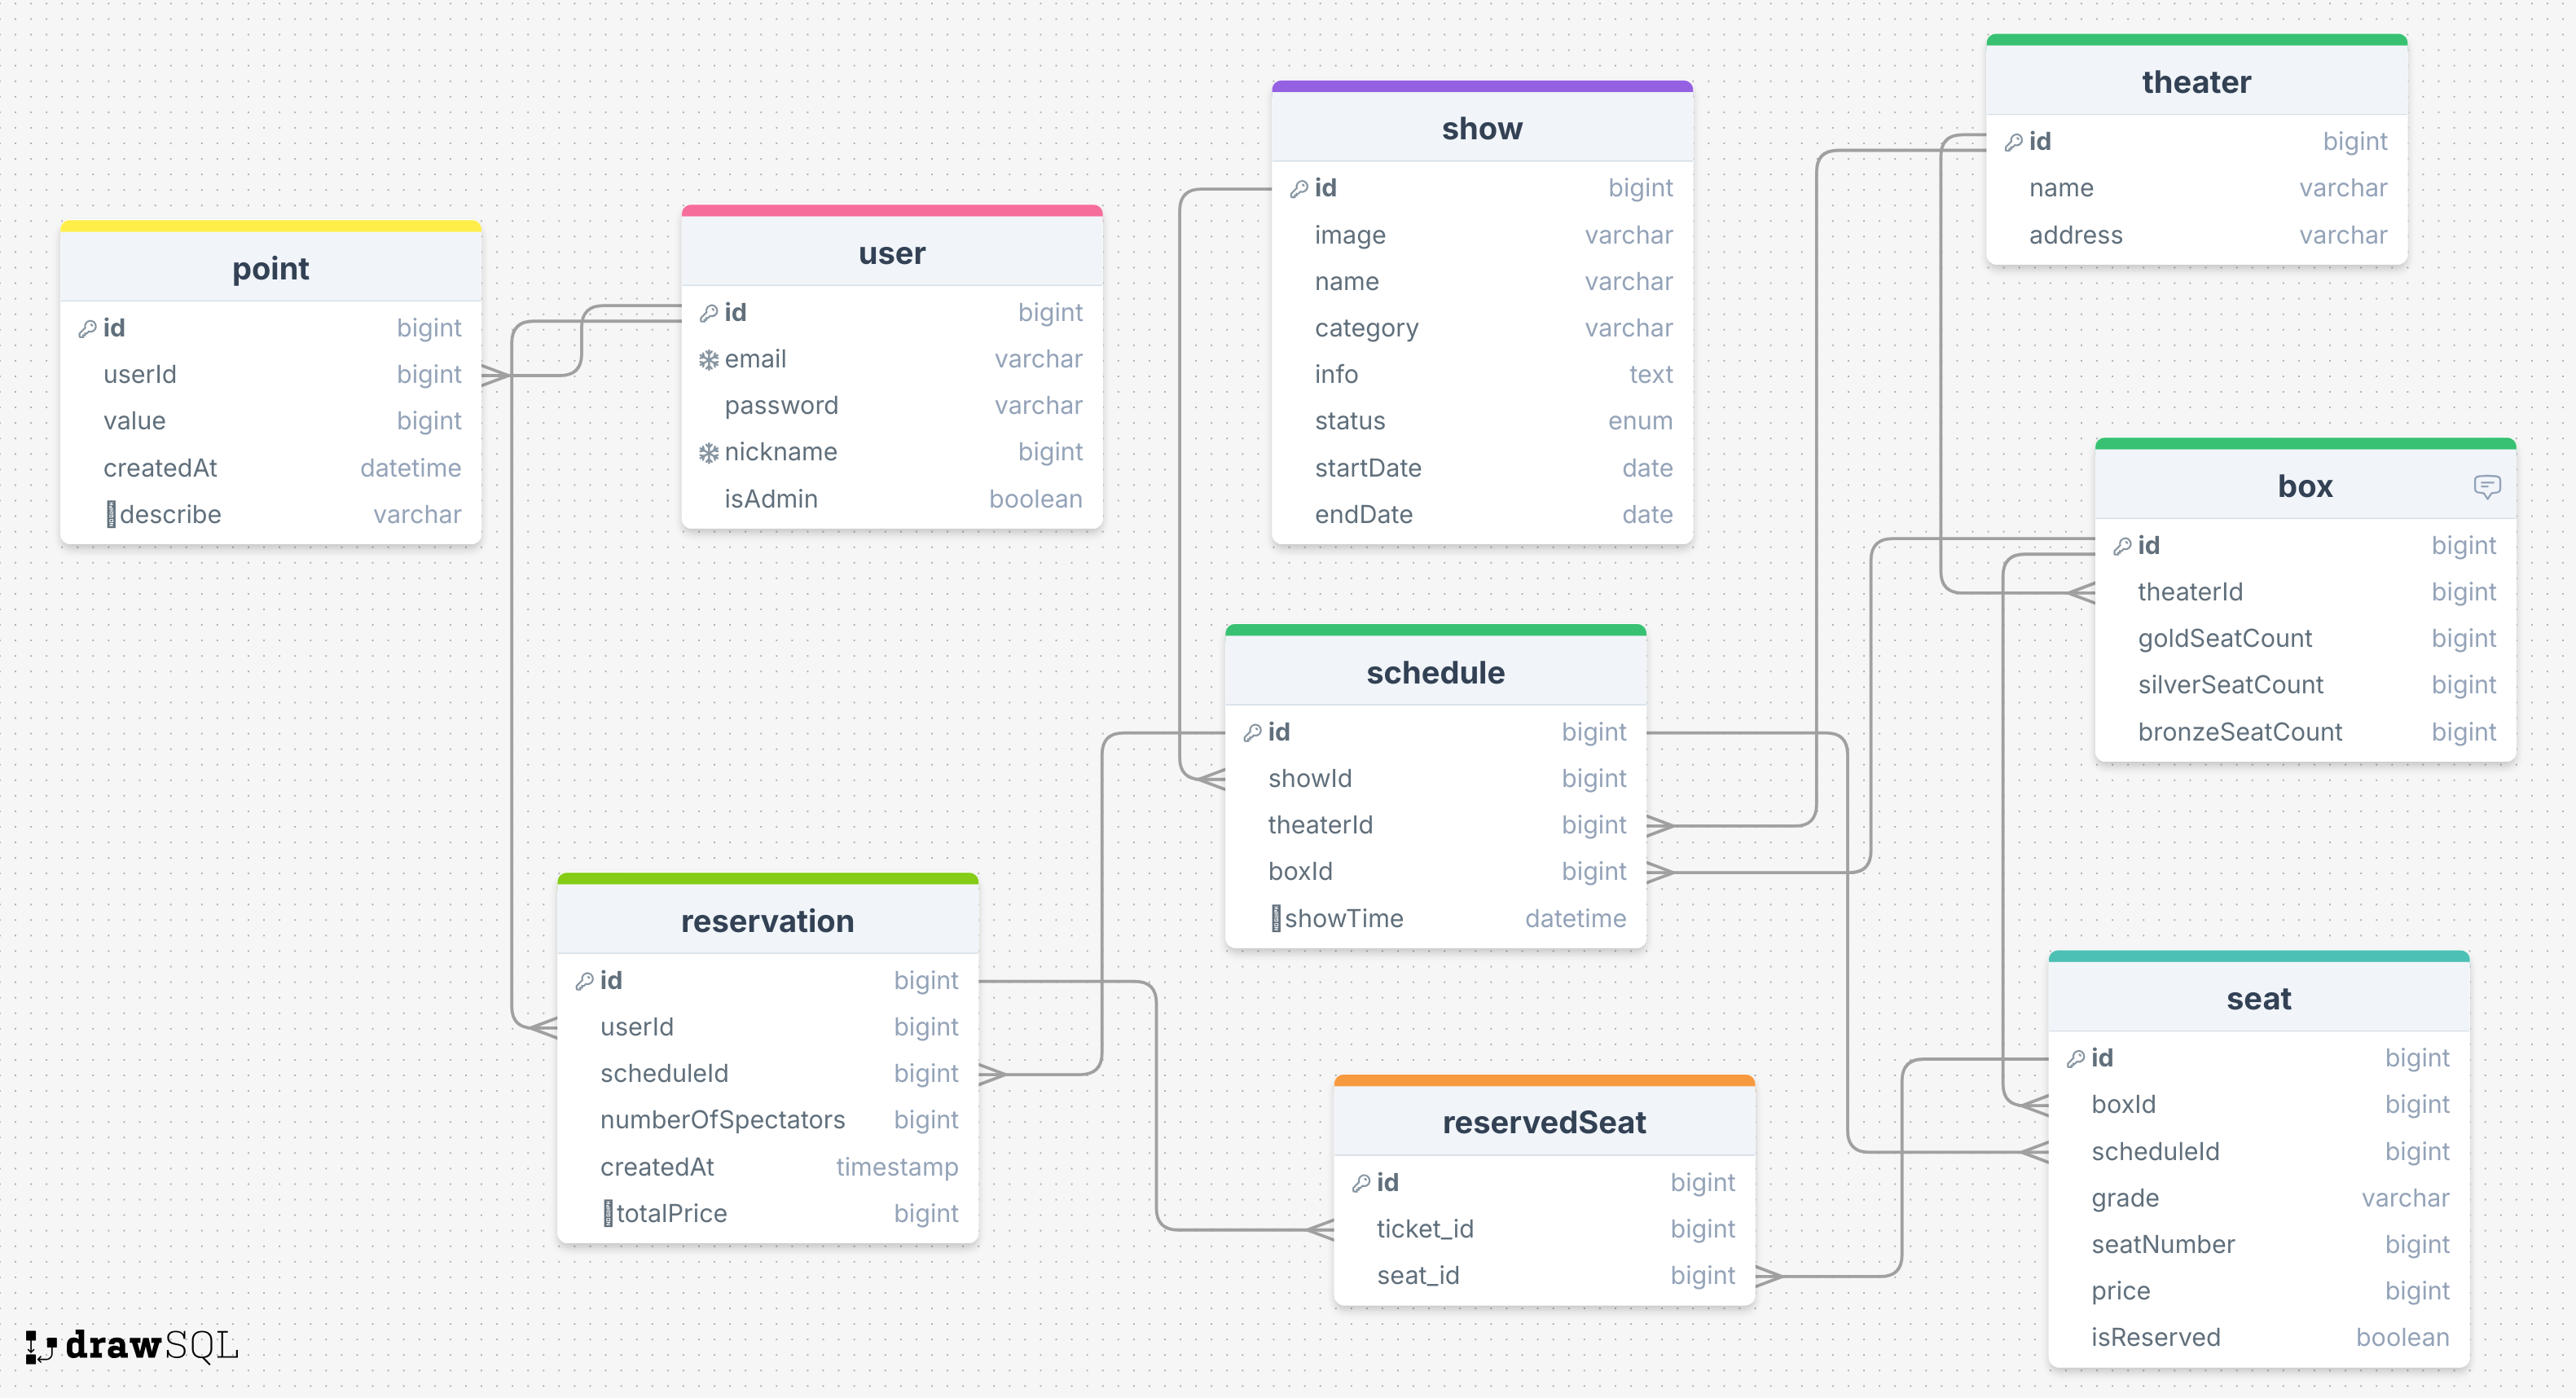 point
id bigint
userId bigint
value bigint
createdAt datetime
describe varchar
user
id bigint
email varchar
password varchar
nickname bigint
isAdmin boolean
show
id bigint
image varchar
name varchar
category varchar
info text
status enum
startDate date
endDate date
theater
id bigint
name varchar
address varchar
box
id bigint
theaterId bigint
goldSeatCount bigint
silverSeatCount bigint
bronzeSeatCount bigint
schedule
id bigint
showId bigint
theaterId bigint
boxId bigint
showTime datetime
reservation
id bigint
userId bigint
scheduleId bigint
numberOfSpectators bigint
createdAt timestamp
totalPrice bigint
reservedSeat
id bigint
ticket_id bigint
seat_id bigint
seat
id bigint
boxId bigint
scheduleId bigint
grade varchar
seatNumber bigint
price bigint
isReserved boolean
drawSQL